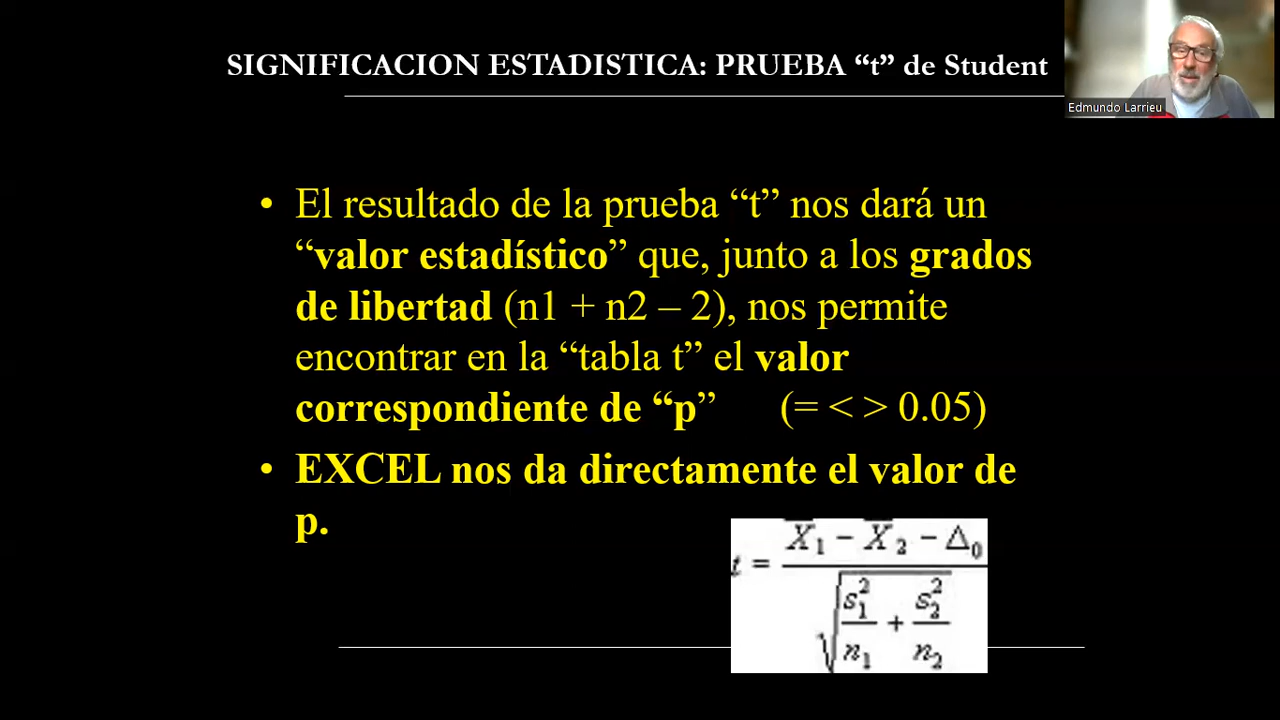 SIGNIFICACION ESTADISTICA: PRUEBA “t” de Student
Edmundo Larrieu
• El resultado de la prueba “t” nos dará un
“valor estadístico” que, junto a los grados
de libertad (n1 + n2 – 2), nos permite
encontrar en la “tabla t” el valor
correspondiente de “p” (= < > 0.05)
• EXCEL nos da directamente el valor de
p.
t = (X̅₁ − X̅₂ − Δ₀) / √(s₁²/n₁ + s₂²/n₂)